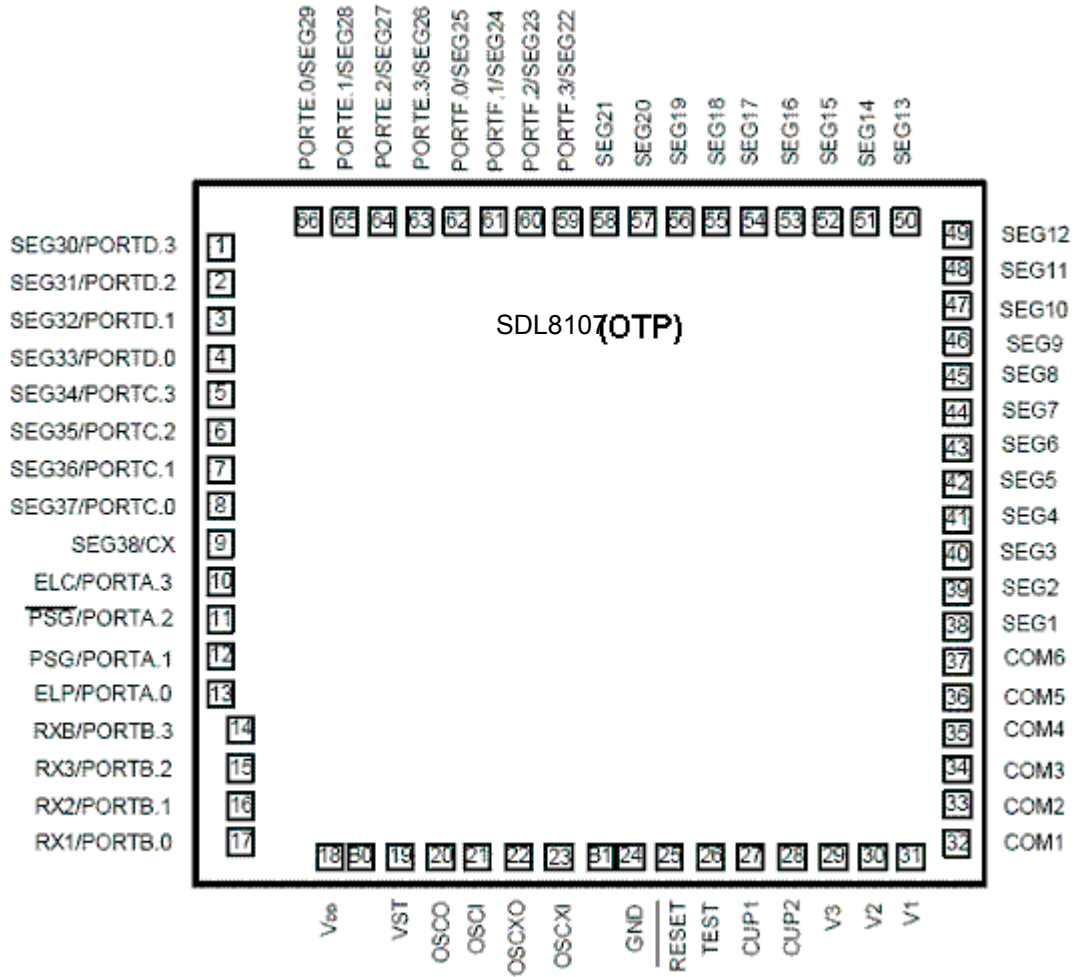 PORTE.0/SEG29
PORTE.1/SEG28
PORTE.2/SEG27
PORTE.3/SEG26
PORTF.0/SEG25
PORTF.1/SEG24
PORTF.2/SEG23
PORTF.3/SEG22
SEG21
SEG20
SEG19
SEG18
SEG17
SEG16
SEG15
SEG14
SEG13
66 65 64 63 62 61 60 59 58 57 56 55 54 53 52 51 50
SEG30/PORTD.3 1
SEG31/PORTD.2 2
SEG32/PORTD.1 3
SEG33/PORTD.0 4
SEG34/PORTC.3 5
SEG35/PORTC.2 6
SEG36/PORTC.1 7
SEG37/PORTC.0 8
SEG38/CX 9
ELC/PORTA.3 10
PSG/PORTA.2 11
PSG/PORTA.1 12
ELP/PORTA.0 13
RXB/PORTB.3 14
RX3/PORTB.2 15
RX2/PORTB.1 16
RX1/PORTB.0 17
SDL8107(OTP)
49 SEG12
48 SEG11
47 SEG10
46 SEG9
45 SEG8
44 SEG7
43 SEG6
42 SEG5
41 SEG4
40 SEG3
39 SEG2
38 SEG1
37 COM6
36 COM5
35 COM4
34 COM3
33 COM2
32 COM1
18 19 20 21 22 23 24 25 26 27 28 29 30 31
VST
OSCO
OSCI
OSCXO
OSCXI
GND
RESET
TEST
CUP1
CUP2
V3
V2
V1